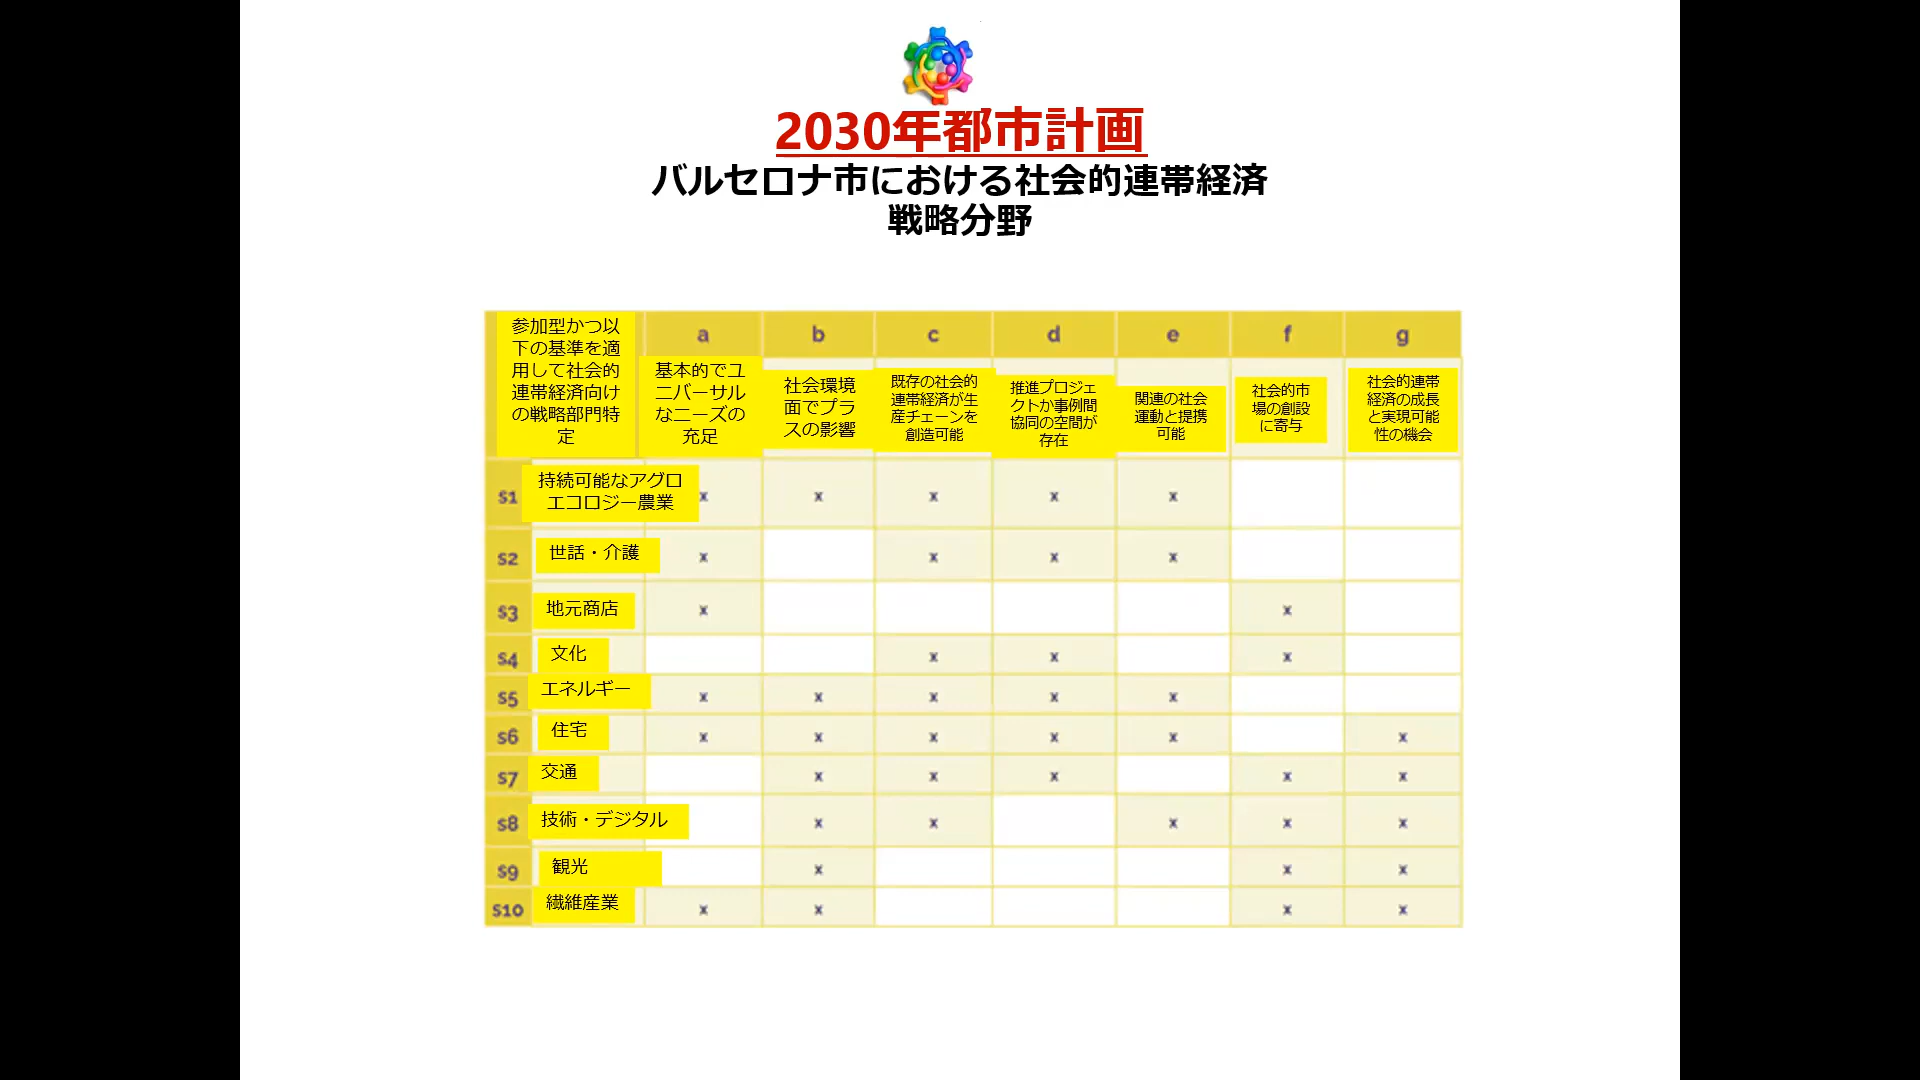 2030年都市計画
バルセロナ市における社会的連帯経済
戦略分野
参加型かつ以
下の基準を適
用して社会的
連帯経済向け
の戦略部門特
定
a
b
c
d
e
f
g
基本的でユ
ニバーサル
なニーズの
充足
社会環境
面でプラ
スの影響
既存の社会的
連帯経済が生
産チェーンを
創造可能
推進プロジェ
クトか事例間
協同の空間が
存在
関連の社会
運動と提携
可能
社会的市
場の創設
に寄与
社会的連帯
経済の成長
と実現可能
性の機会
S1 持続可能なアグロ
エコロジー農業
x x x x x
S2 世話・介護 x x x x
S3 地元商店 x x
S4 文化 x x x
S5 エネルギー x x x x x
S6 住宅 x x x x x x
S7 交通 x x x x x
S8 技術・デジタル x x x x x
S9 観光 x x x
S10 繊維産業 x x x x